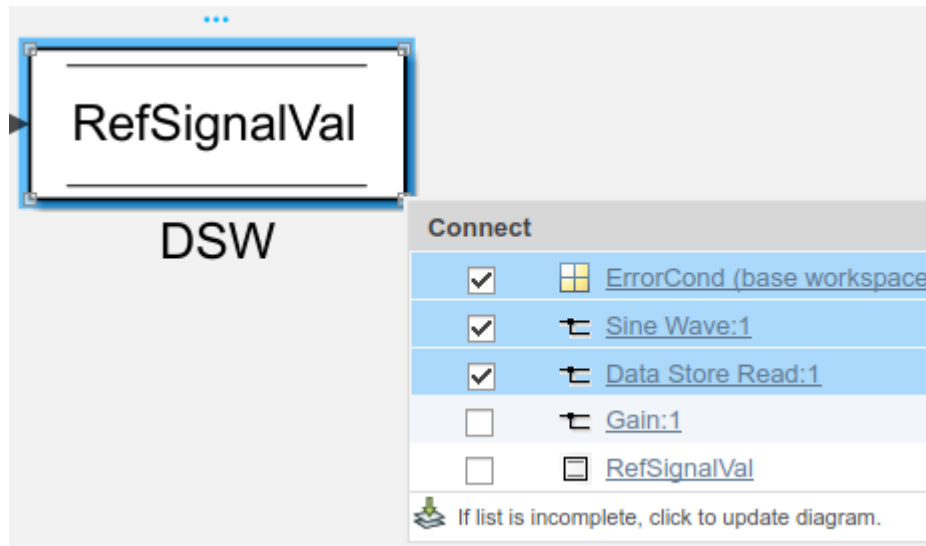 RefSignalVal
DSW
Connect
ErrorCond (base workspace
Sine Wave:1
Data Store Read:1
Gain:1
RefSignalVal
If list is incomplete, click to update diagram.